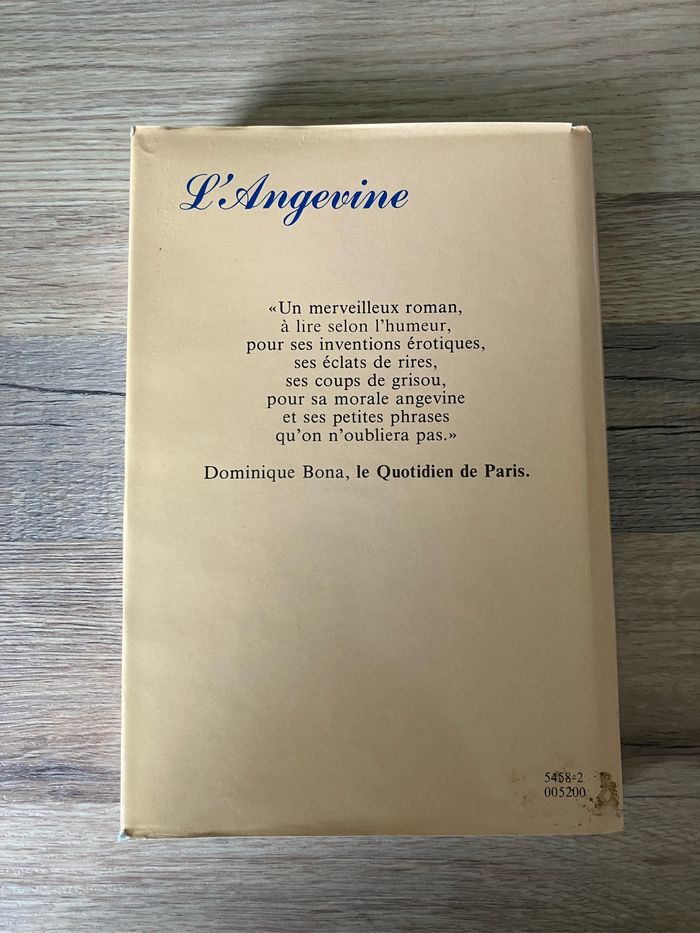 L'Angevine
«Un merveilleux roman,
à lire selon l'humeur,
pour ses inventions érotiques,
ses éclats de rires,
ses coups de grisou,
pour sa morale angevine
et ses petites phrases
qu'on n'oubliera pas.»
Dominique Bona, le Quotidien de Paris.
5458-2
005200